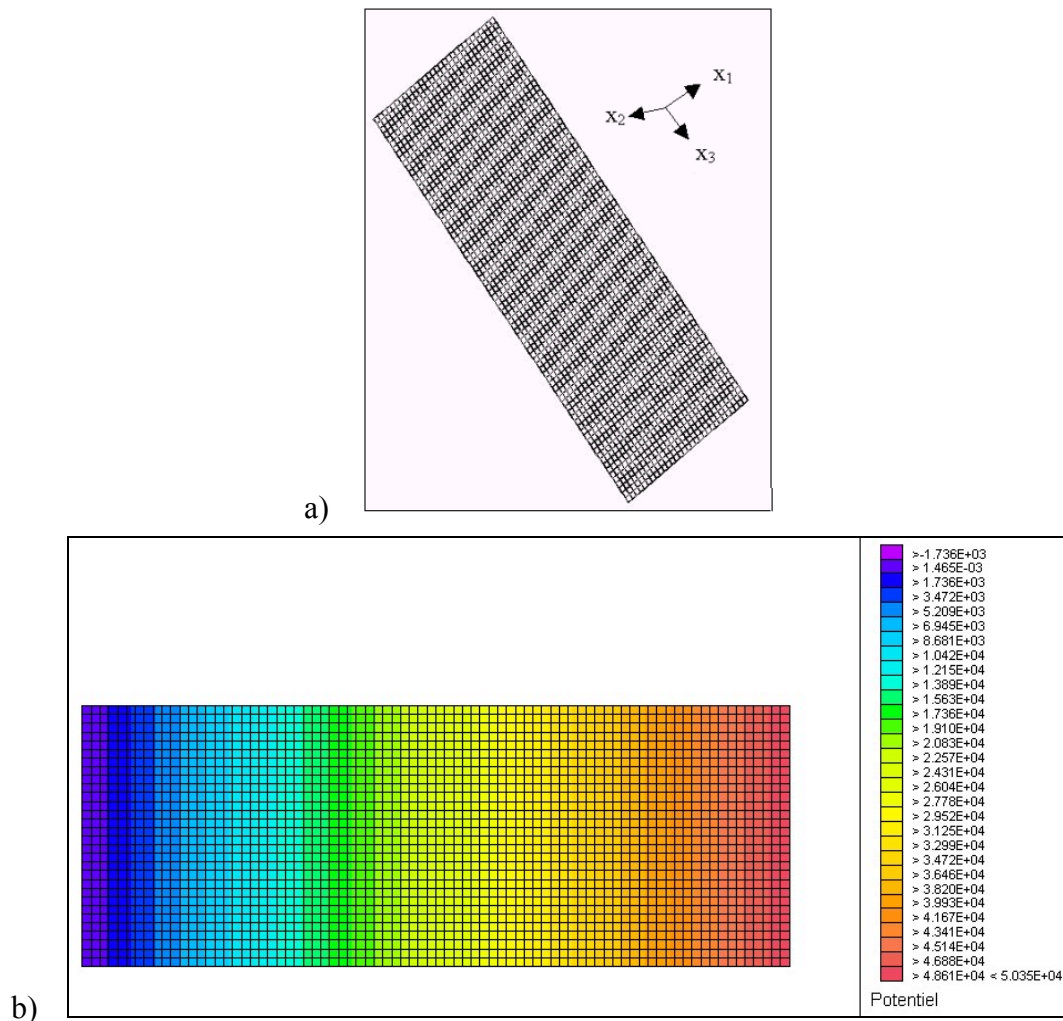 x₁
x₂
x₃
a)
>-1.736E+03
> 1.465E-03
> 1.736E+03
> 3.472E+03
> 5.209E+03
> 6.945E+03
> 8.681E+03
> 1.042E+04
> 1.215E+04
> 1.389E+04
> 1.563E+04
> 1.736E+04
> 1.910E+04
> 2.083E+04
> 2.257E+04
> 2.431E+04
> 2.604E+04
> 2.778E+04
> 2.952E+04
> 3.125E+04
> 3.299E+04
> 3.472E+04
> 3.646E+04
> 3.820E+04
> 3.993E+04
> 4.167E+04
> 4.341E+04
> 4.514E+04
> 4.688E+04
> 4.861E+04 < 5.035E+04
Potentiel
b)